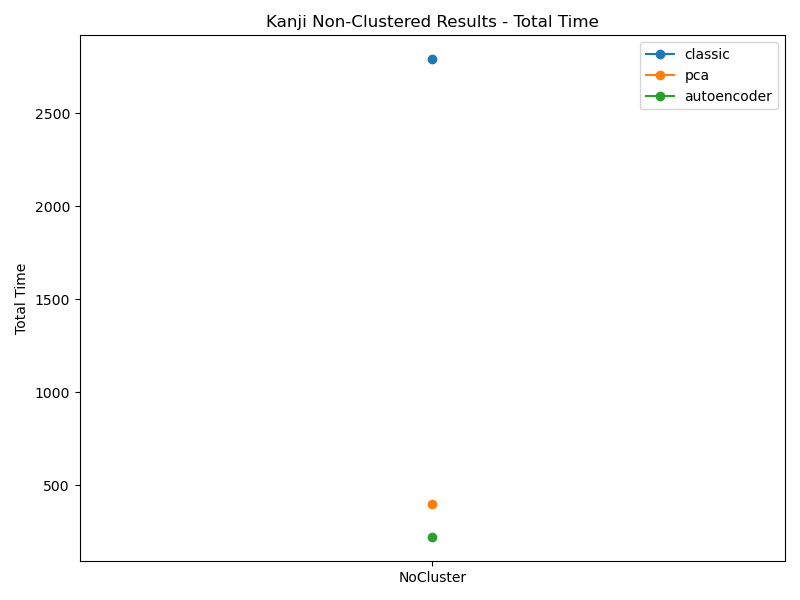 Kanji Non-Clustered Results - Total Time
classic
pca
autoencoder
2500
2000
1500
1000
500
Total Time
NoCluster